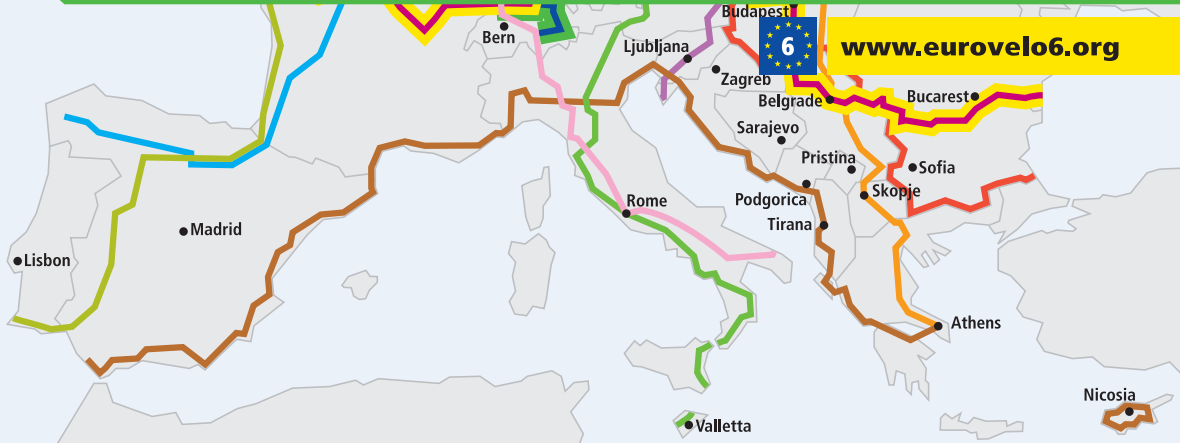 Budapest
Bern
Ljubljana
6
www.eurovelo6.org
Zagreb
Belgrade
Bucarest
Sarajevo
Pristina
Sofia
Podgorica
Skopje
Rome
Tirana
Madrid
Lisbon
Athens
Nicosia
Valletta